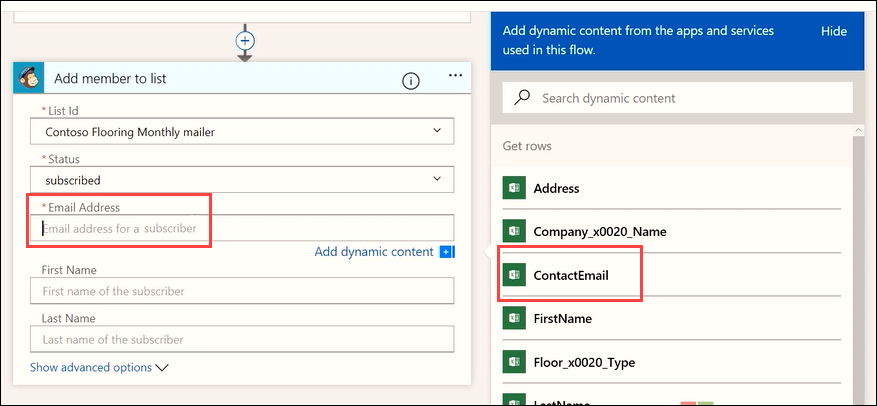 Add member to list
* List Id
Contoso Flooring Monthly mailer
* Status
subscribed
* Email Address
Email address for a subscriber
Add dynamic content
First Name
First name of the subscriber
Last Name
Last name of the subscriber
Show advanced options
Add dynamic content from the apps and services
used in this flow.
Hide
Search dynamic content
Get rows
Address
Company_x0020_Name
ContactEmail
FirstName
Floor_x0020_Type
LastName